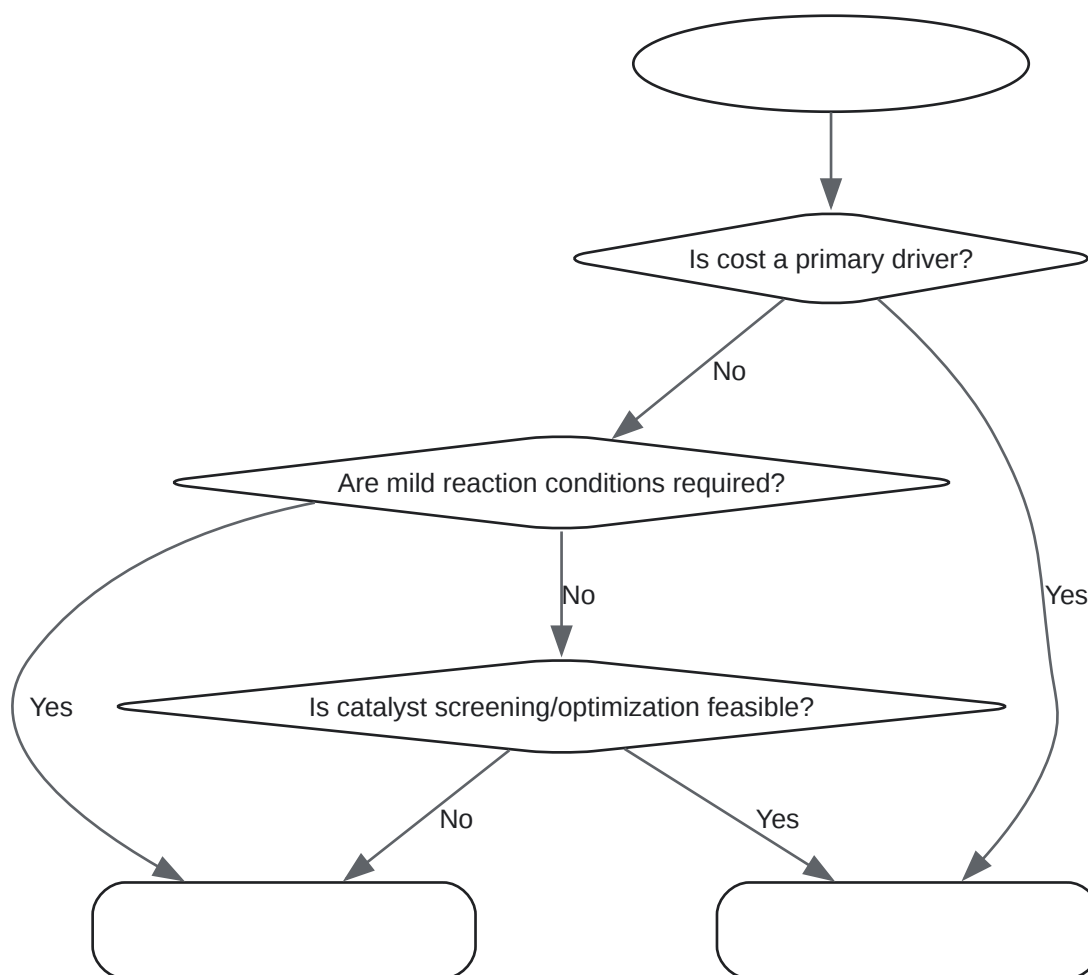 Is cost a primary driver?
No
Are mild reaction conditions required?
No
Yes
Yes
Is catalyst screening/optimization feasible?
No
Yes